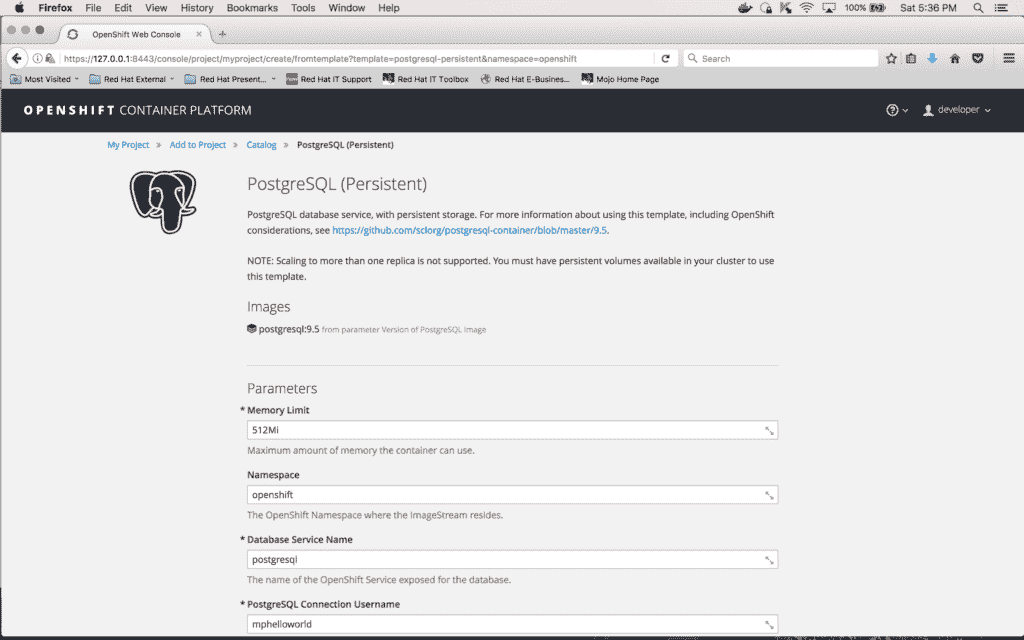 Firefox File Edit View History Bookmarks Tools Window Help 100% Sat 5:36 PM
OpenShift Web Console
https://127.0.0.1:8443/console/project/myproject/create/fromtemplate?template=postgresql-persistent&namespace=openshift Search
Most Visited Red Hat External Red Hat Present... Red Hat IT Support Red Hat IT Toolbox Red Hat E-Busines... Mojo Home Page
OPENSHIFT CONTAINER PLATFORM developer
My Project » Add to Project » Catalog » PostgreSQL (Persistent)
PostgreSQL (Persistent)
PostgreSQL database service, with persistent storage. For more information about using this template, including OpenShift
considerations, see https://github.com/sclorg/postgresql-container/blob/master/9.5.
NOTE: Scaling to more than one replica is not supported. You must have persistent volumes available in your cluster to use
this template.
Images
postgresql:9.5 from parameter Version of PostgreSQL Image
Parameters
* Memory Limit
512Mi
Maximum amount of memory the container can use.
Namespace
openshift
The OpenShift Namespace where the ImageStream resides.
* Database Service Name
postgresql
The name of the OpenShift Service exposed for the database.
* PostgreSQL Connection Username
mphelloworld